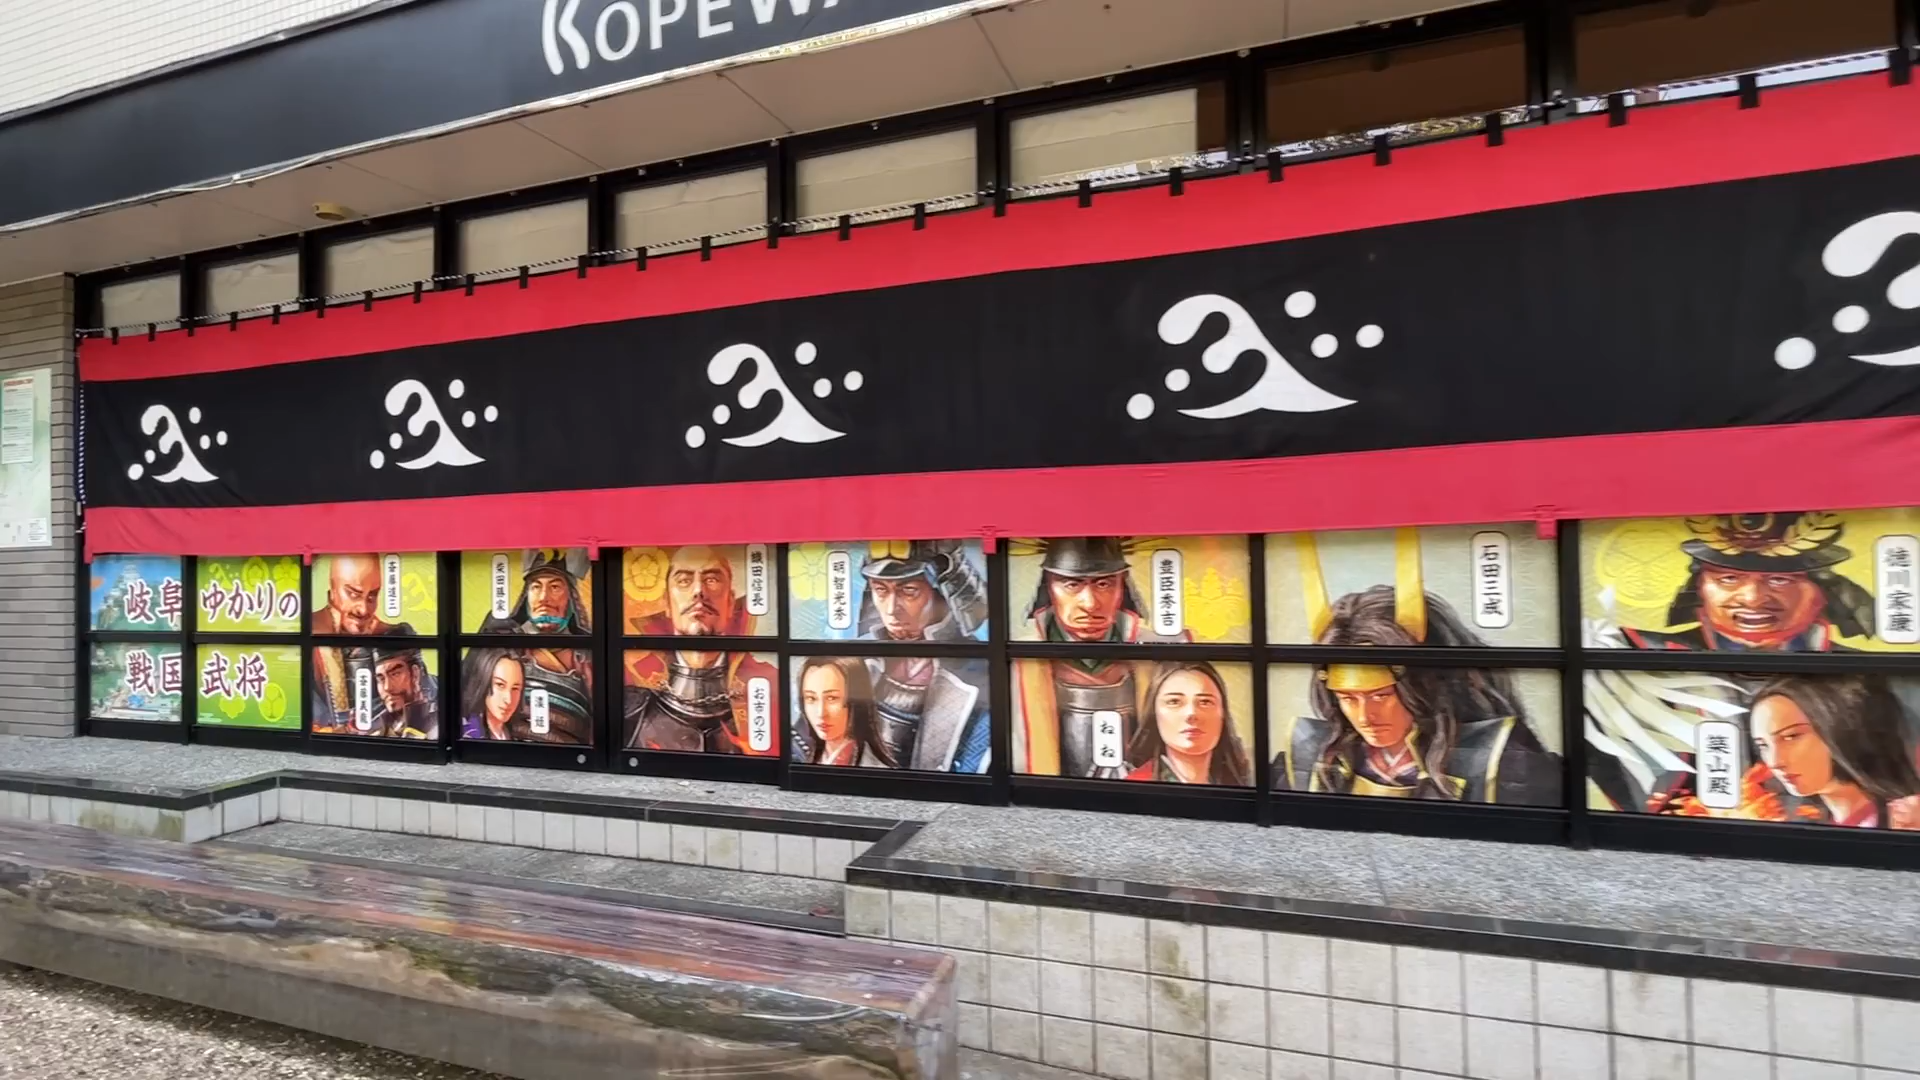 ROPEWA
岐阜ゆかりの
戦国武将
斎藤道三
斎藤義龍
柴田勝家
濃姫
織田信長
お市の方
明智光秀
豊臣秀吉
ねね
石田三成
徳川家康
築山殿